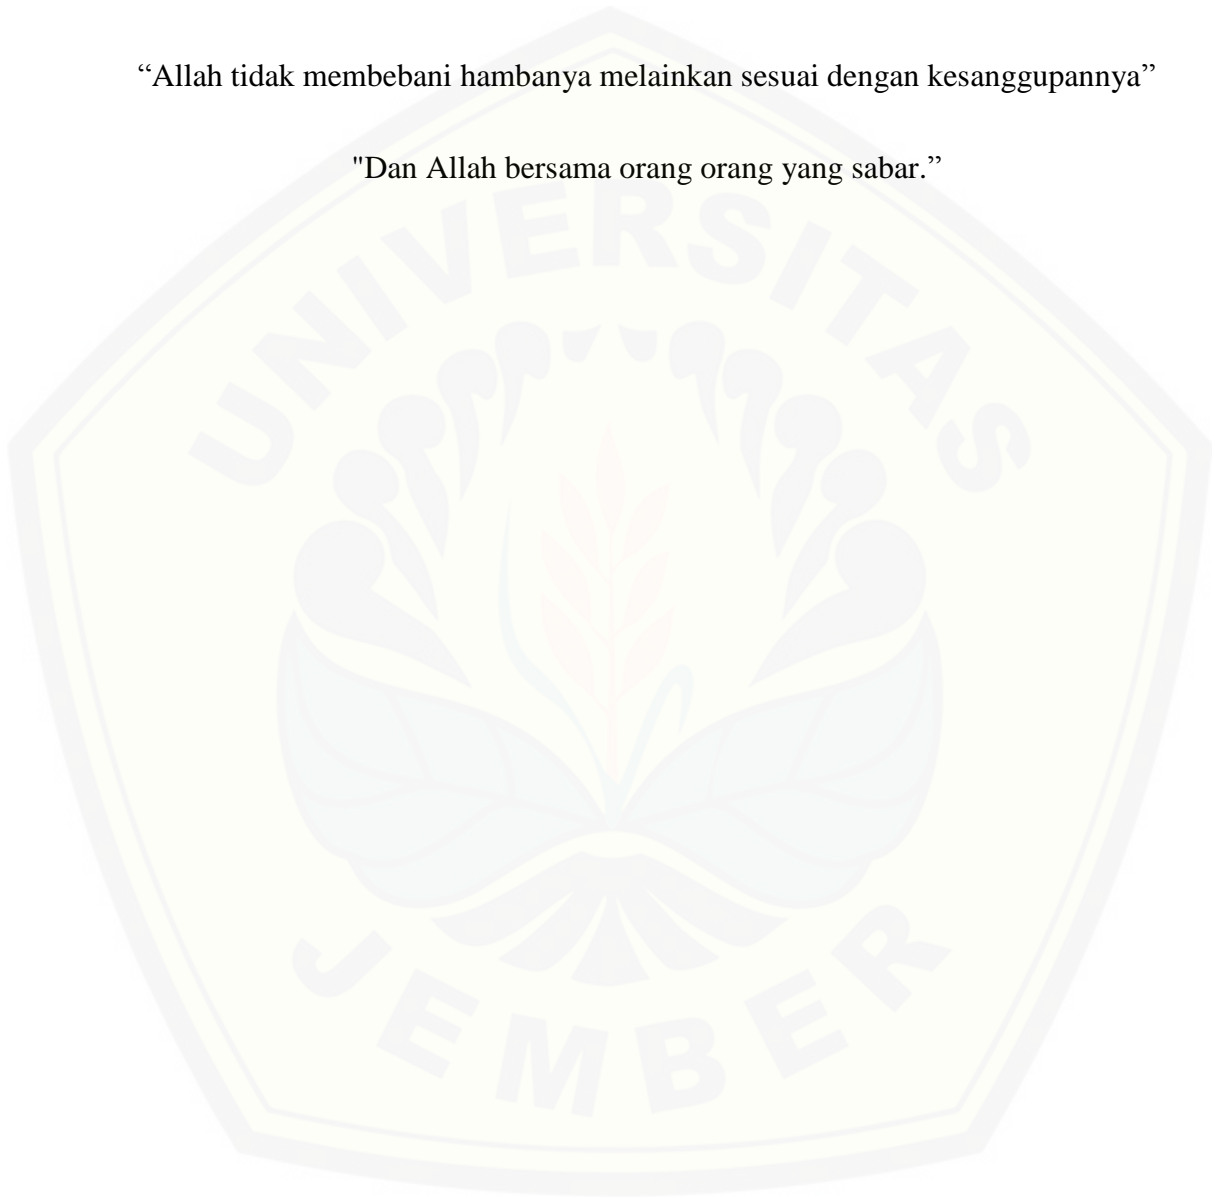 “Allah tidak membebani hambanya melainkan sesuai dengan kesanggupannya”
"Dan Allah bersama orang orang yang sabar.”
UNIVERSITAS
JEMBER